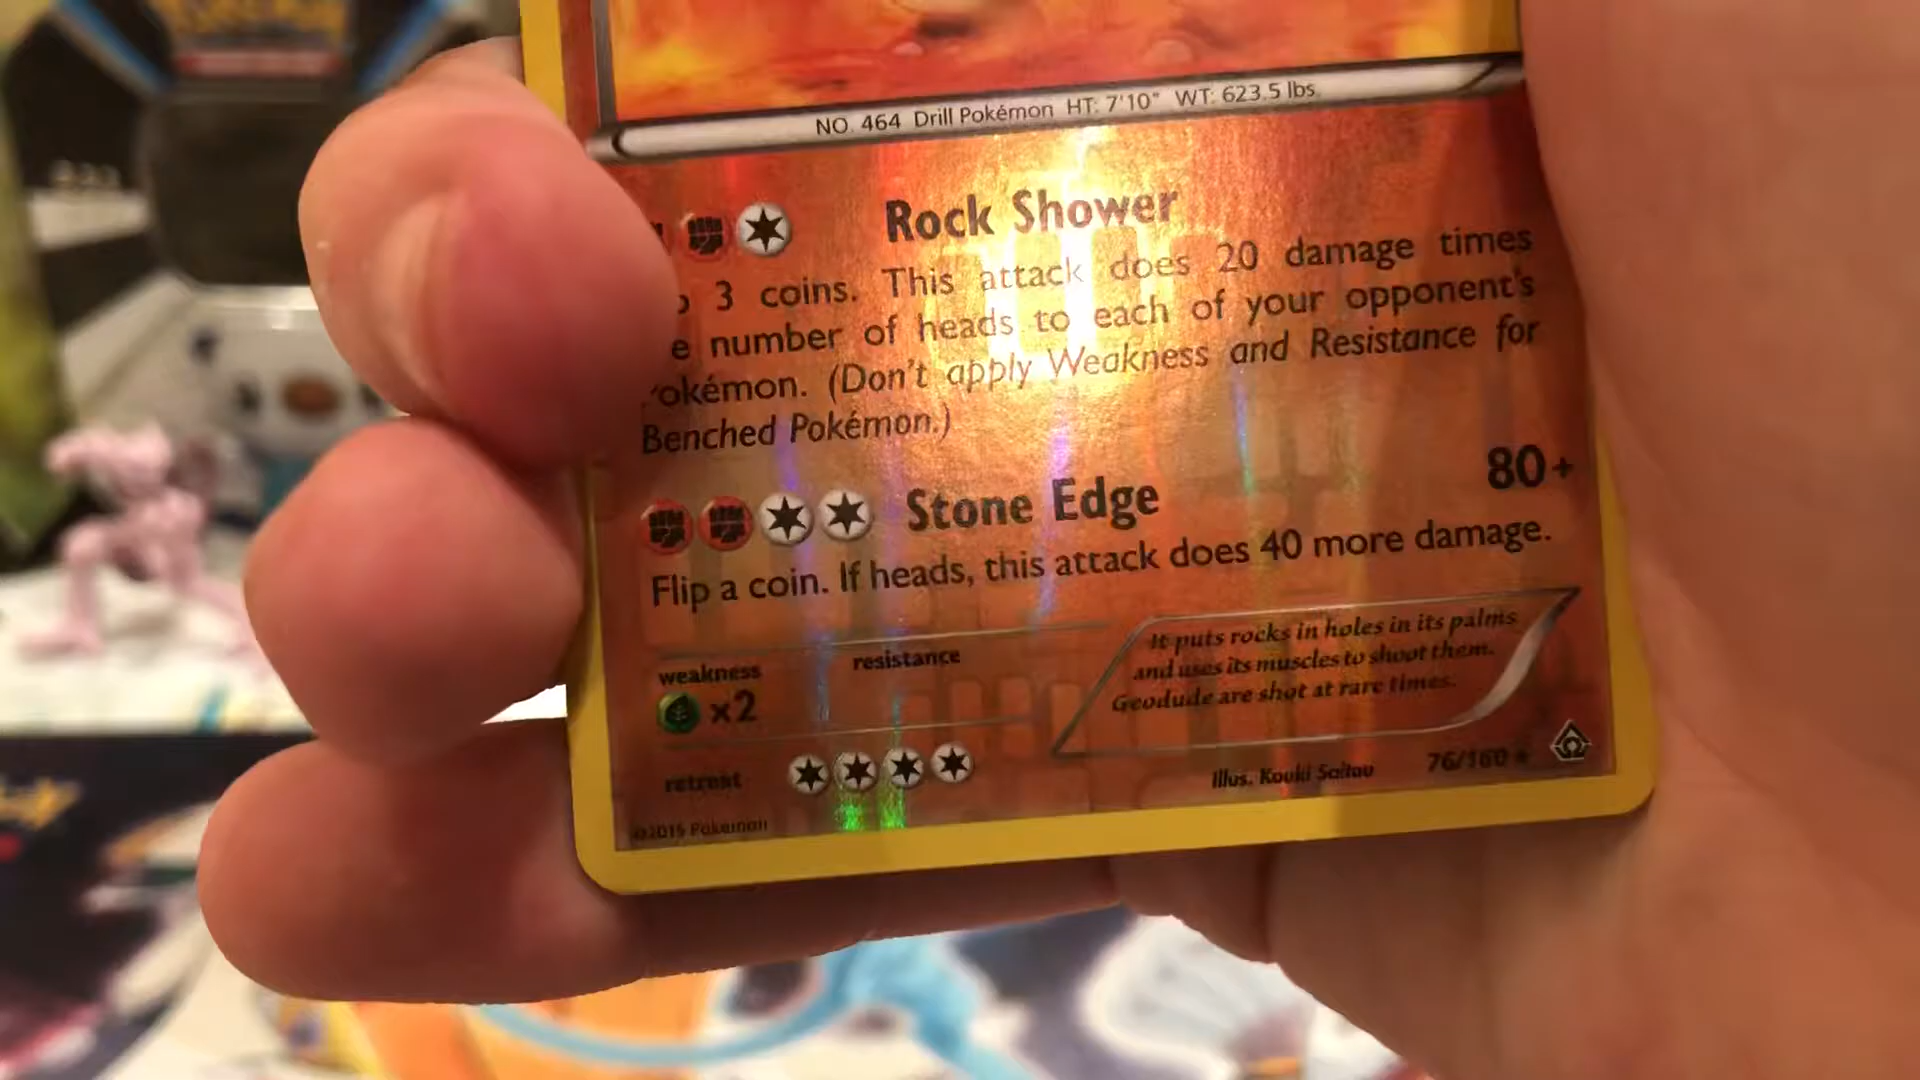 NO. 464 Drill Pokémon HT: 7'10" WT: 623.5 lbs.
Rock Shower
3 coins. This attack does 20 damage times
number of heads to each of your opponent's
okémon. (Don't apply Weakness and Resistance for
Benched Pokémon.)
Stone Edge 80+
Flip a coin. If heads, this attack does 40 more damage.
weakness resistance
x2
It puts rocks in holes in its palms
and uses its muscles to shoot them.
Geodude are shot at rare times.
retreat
Illus. Kouki Saitou 76/160 ★
©2015 Pokémon